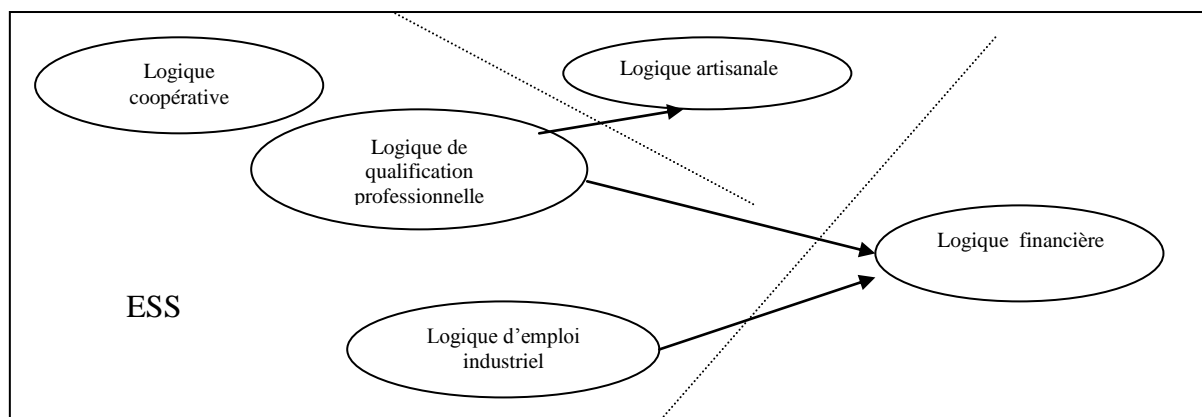 Logique
coopérative
Logique artisanale
Logique de
qualification
professionnelle
Logique financière
ESS
Logique d’emploi
industriel